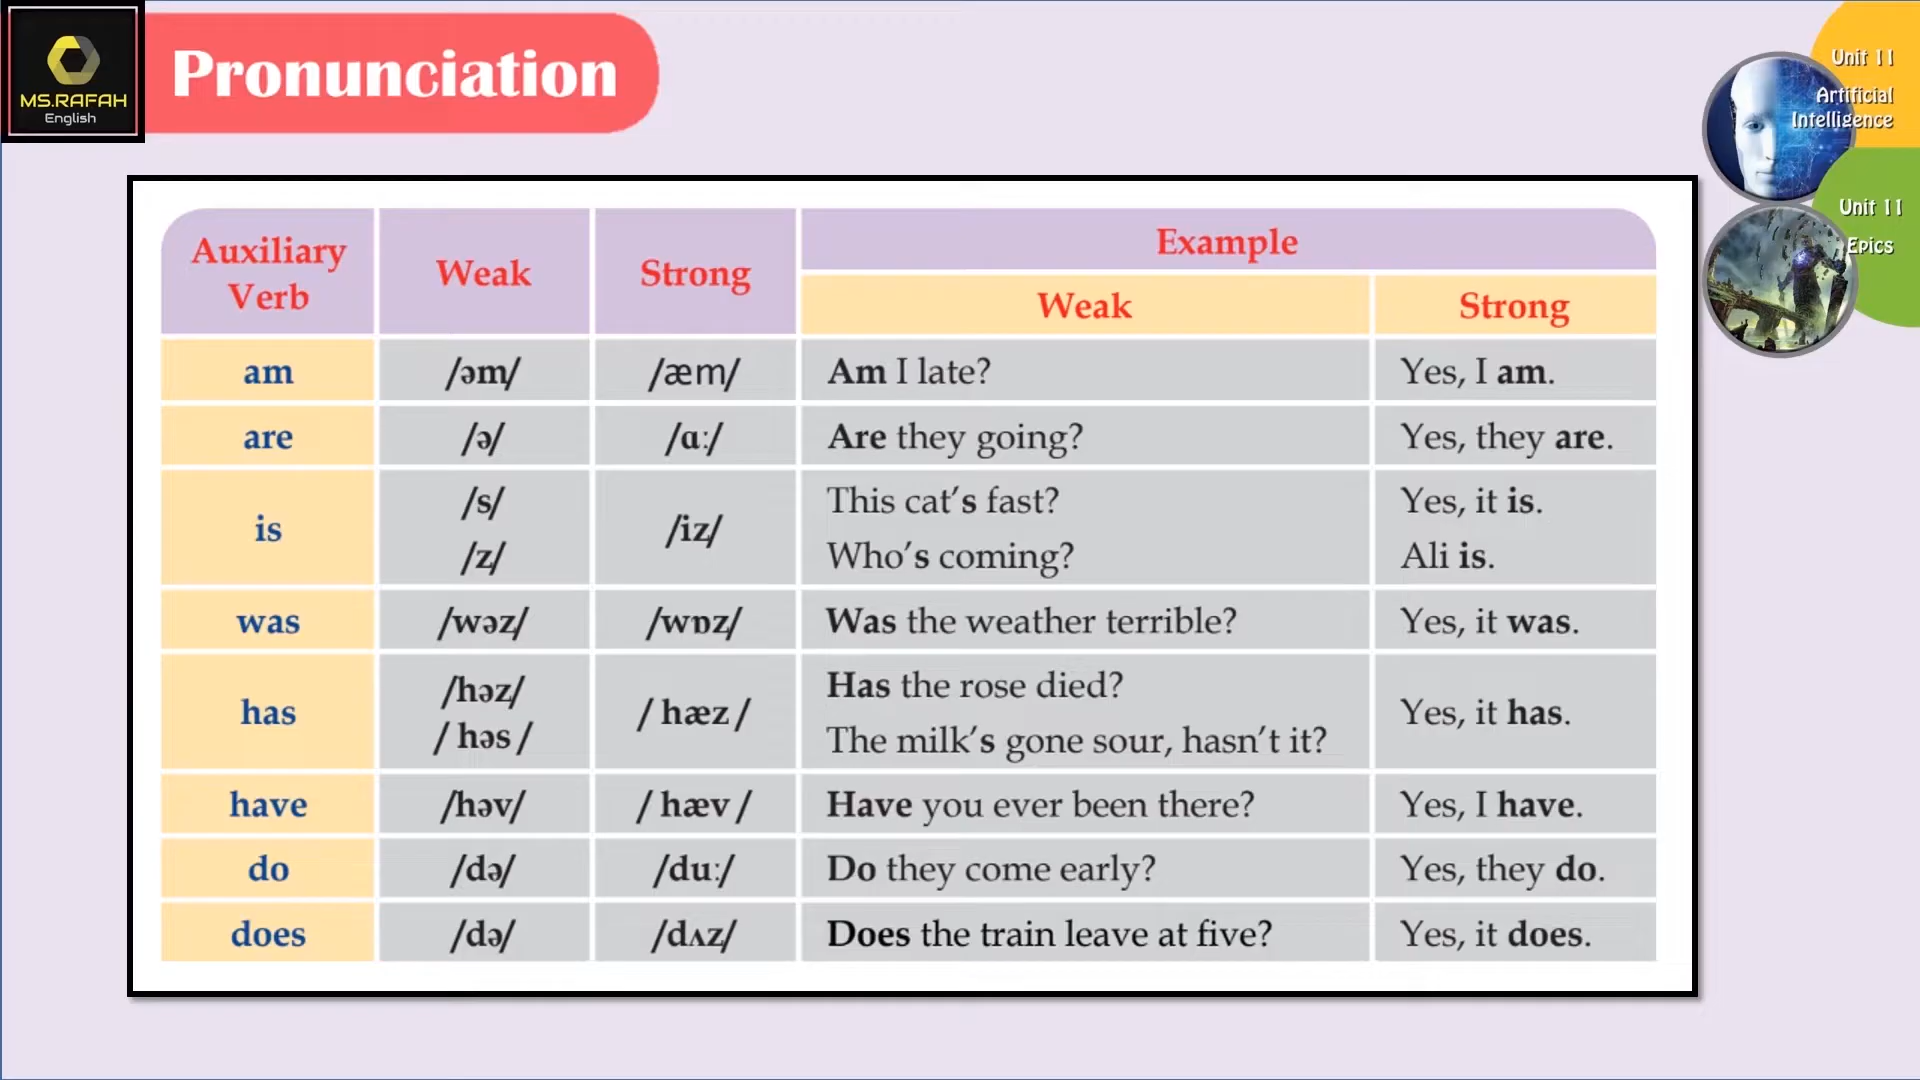 MS.RAFAH
English
Pronunciation
Unit 11
Artificial
Intelligence
Unit 11
Epics
Auxiliary Verb Weak Strong Example
Weak Strong
am /əm/ /æm/ Am I late? Yes, I am.
are /ə/ /ɑː/ Are they going? Yes, they are.
is /s/ /z/ /iz/ This cat's fast? Yes, it is.
Who's coming? Ali is.
was /wəz/ /wɒz/ Was the weather terrible? Yes, it was.
has /həz/ / həs / / hæz / Has the rose died? Yes, it has.
The milk's gone sour, hasn't it?
have /həv/ / hæv / Have you ever been there? Yes, I have.
do /də/ /duː/ Do they come early? Yes, they do.
does /də/ /dʌz/ Does the train leave at five? Yes, it does.